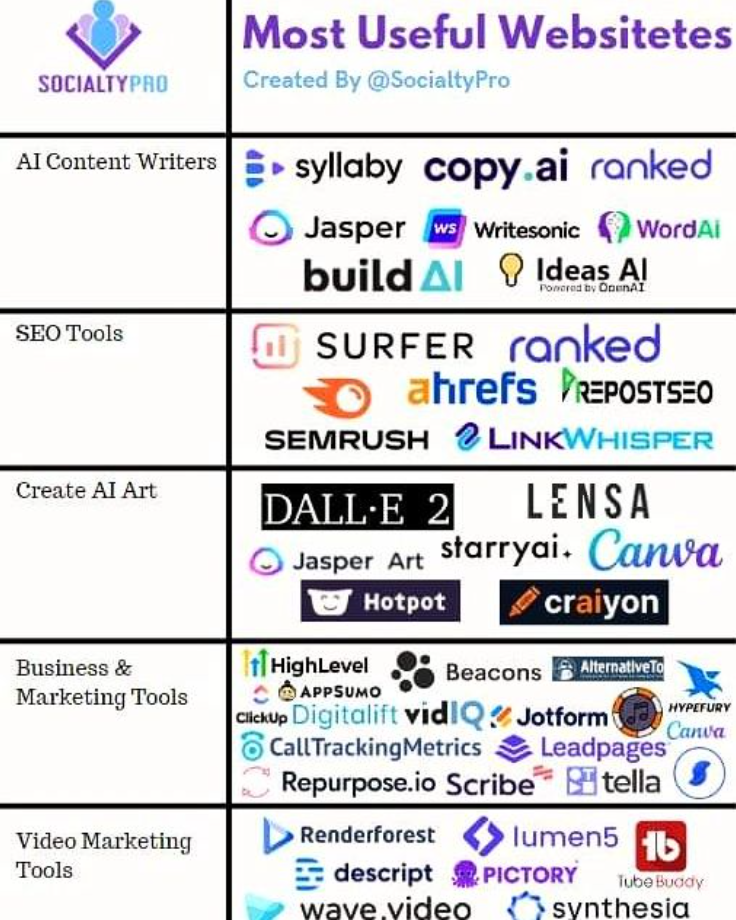 Most Useful Websitetes
SOCIALTYPRO
Created By @SocialtyPro
AI Content Writers
syllaby copy.ai ranked
Jasper ws Writesonic WordAi
build AI Ideas AI
Powered by OpenAI
SEO Tools
SURFER ranked
ahrefs PREPOSTSEO
SEMRUSH LINKWHISPER
Create AI Art
DALL·E 2 LENSA
Jasper Art starryai Canva
Hotpot craiyon
Business &
Marketing Tools
HighLevel Beacons AlternativeTo
APPSUMO HYPEFURY
ClickUp Digitalift vidIQ Jotform Canva
CallTrackingMetrics Leadpages
Repurpose.io Scribe tella
Video Marketing
Tools
Renderforest lumen5 tb
descript PICTORY TubeBuddy
wave.video synthesia